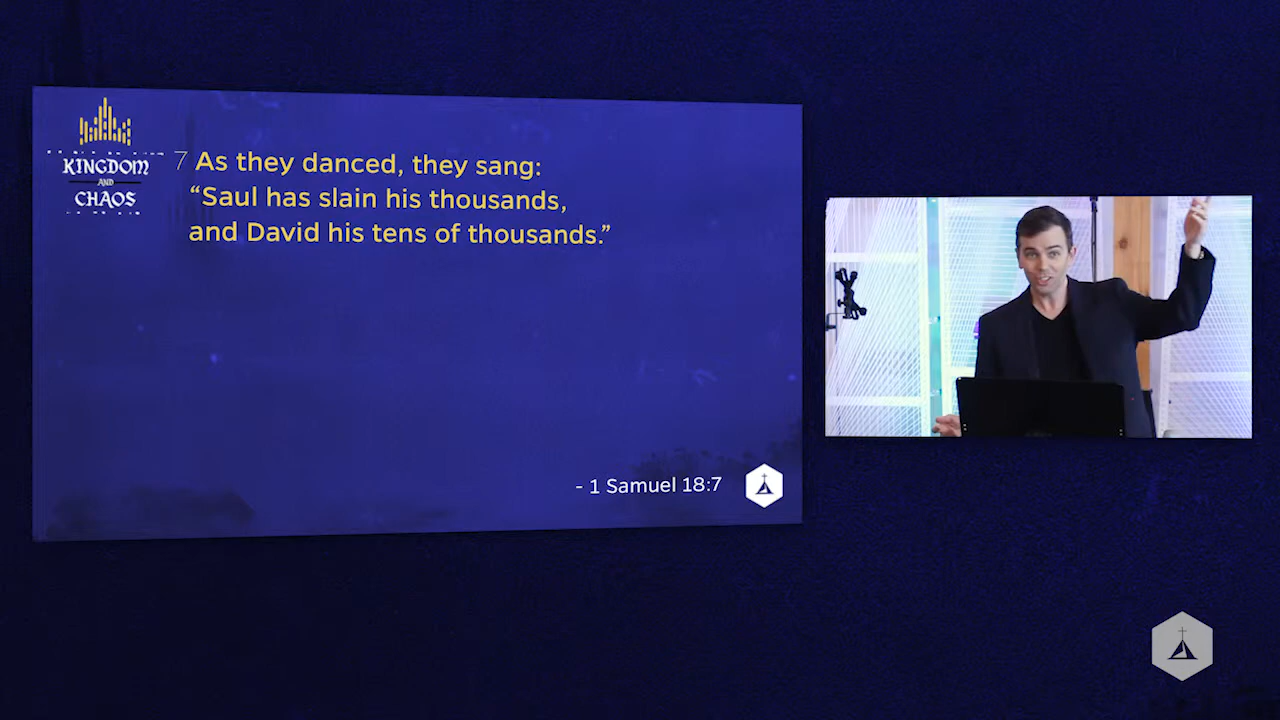 KINGDOM
AND
CHAOS
7 As they danced, they sang:
“Saul has slain his thousands,
and David his tens of thousands.”
- 1 Samuel 18:7